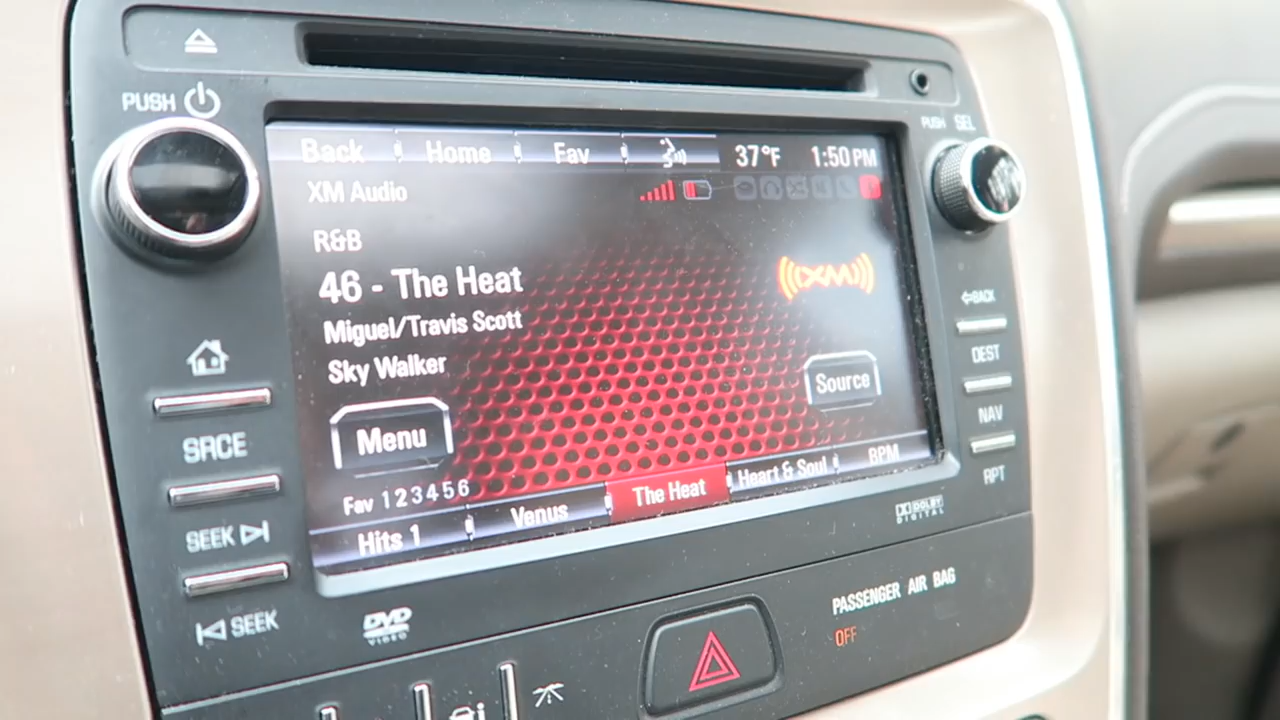 PUSH
PUSH SEL
Back Home Fav 37°F 1:50 PM
XM Audio
R&B
46 - The Heat
XM
Miguel/Travis Scott
Sky Walker
Menu
Source
Fav 1 2 3 4 5 6
Hits 1 Venus The Heat Heart & Soul BPM
SRCE
SEEK
SEEK
BACK
DEST
NAV
RPT
DOLBY
DIGITAL
DVD
VIDEO
PASSENGER AIR BAG
OFF